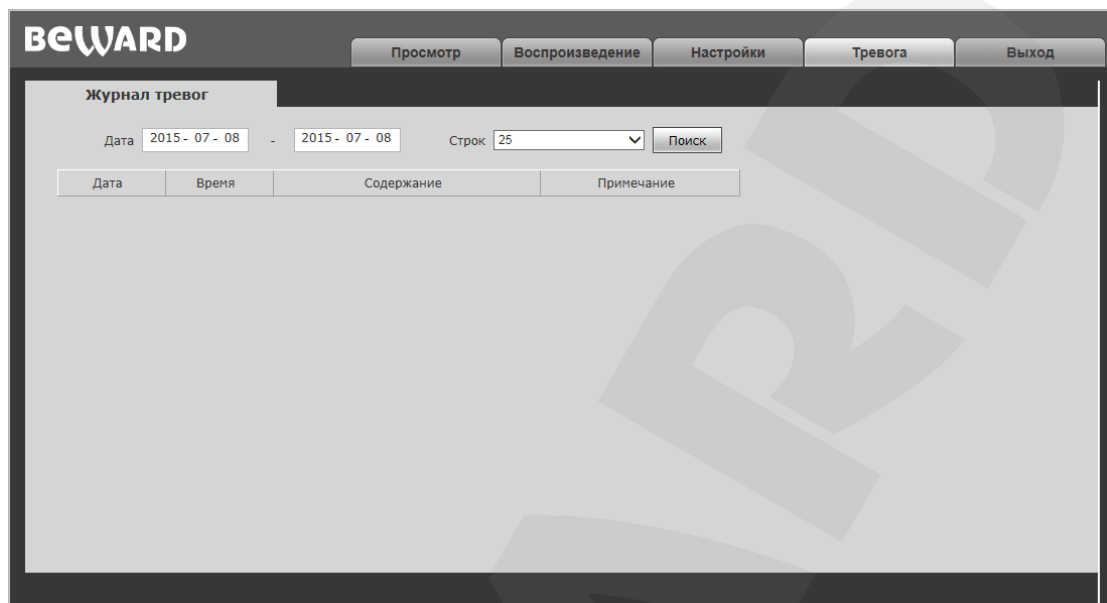 BEWARD
Просмотр Воспроизведение Настройки Тревога Выход
Журнал тревог
Дата 2015 - 07 - 08 - 2015 - 07 - 08 Строк 25 Поиск
Дата Время Содержание Примечание
ARD